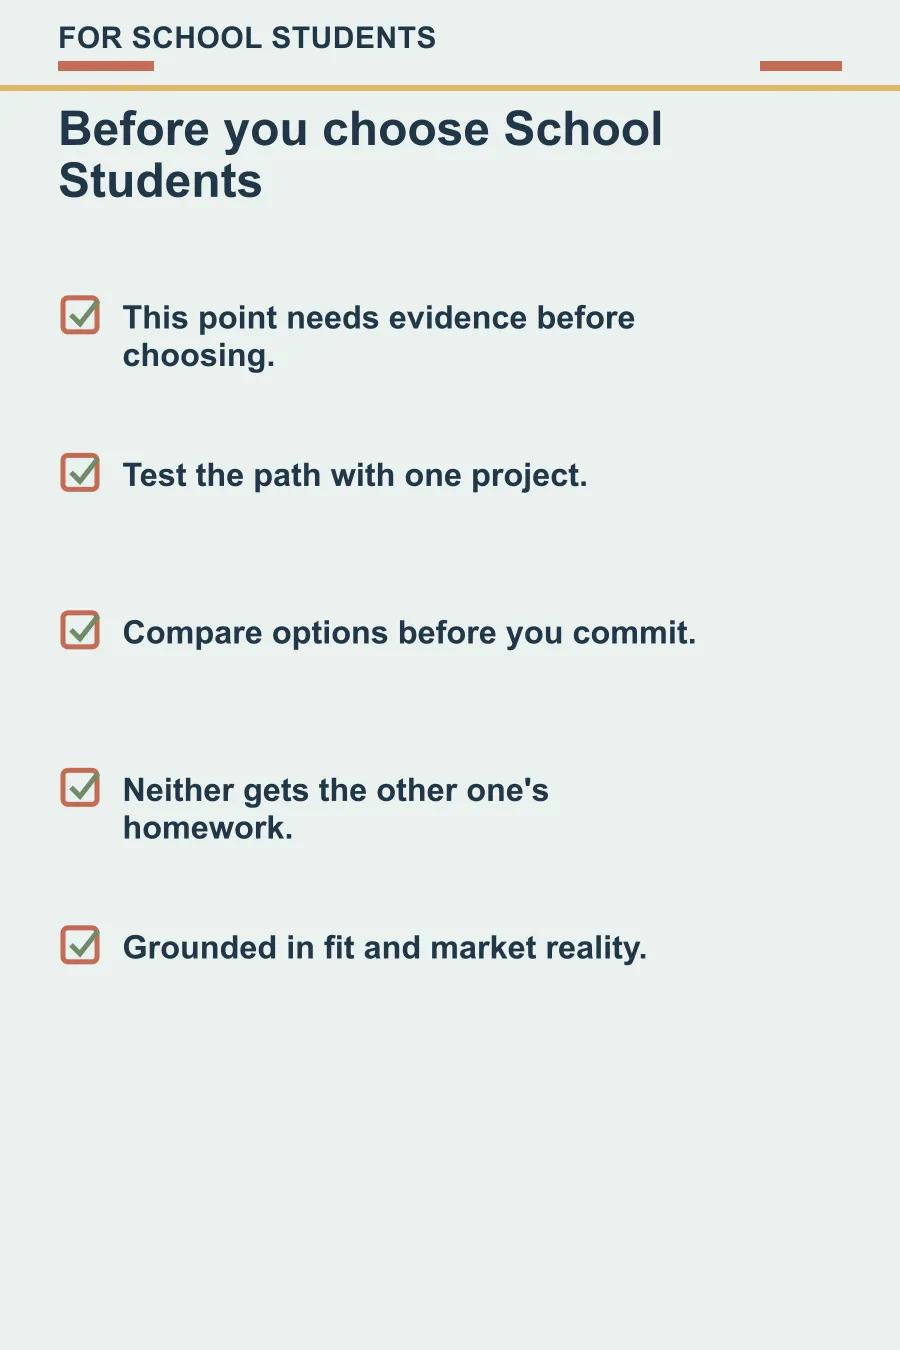 FOR SCHOOL STUDENTS
Before you choose School
Students
This point needs evidence before
choosing.
Test the path with one project.
Compare options before you commit.
Neither gets the other one's
homework.
Grounded in fit and market reality.